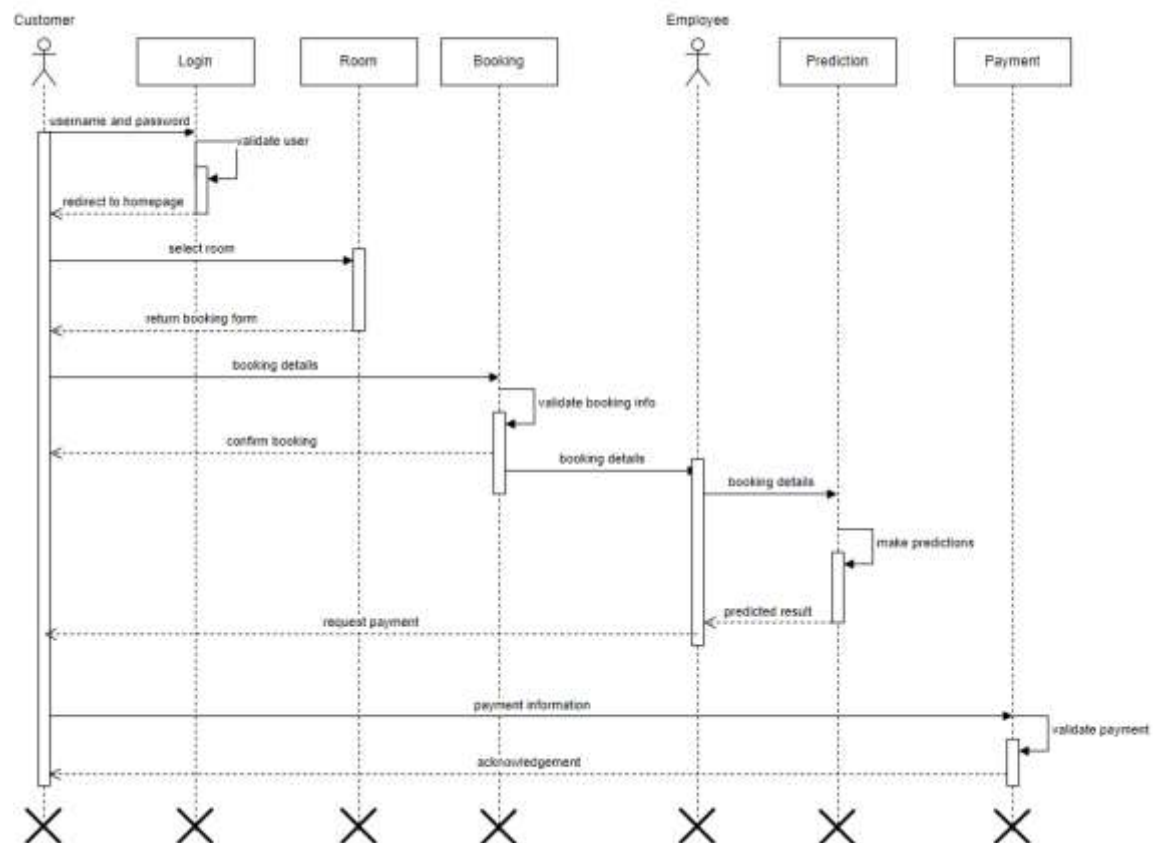 Customer
Employee
Login
Room
Booking
Prediction
Payment
username and password
validate user
redirect to homepage
select room
return booking form
booking details
validate booking info
confirm booking
booking details
booking details
make predictions
predicted result
request payment
payment information
validate payment
acknowledgement